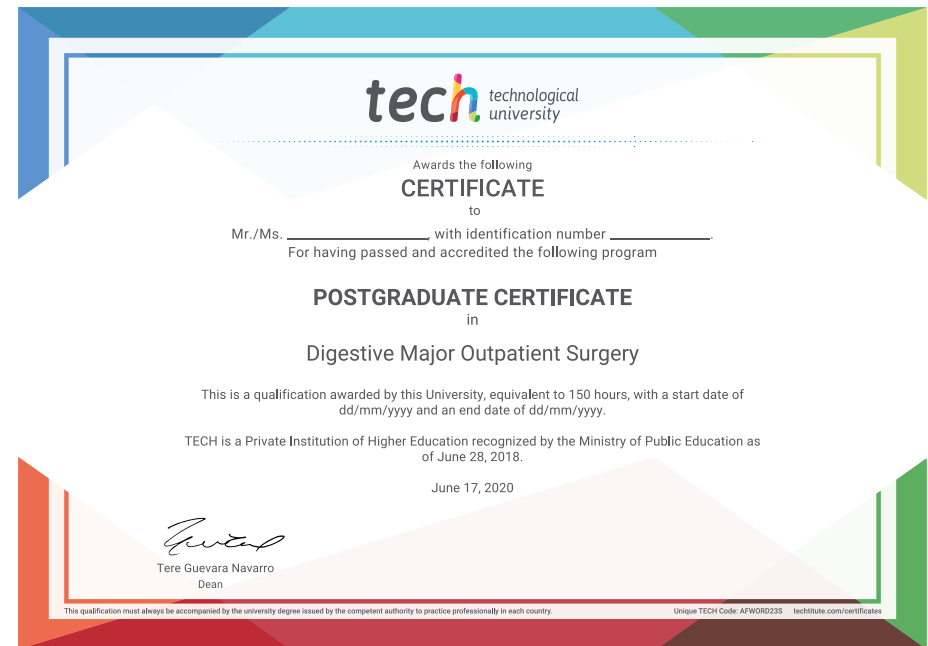 tech technological
university
Awards the following
CERTIFICATE
to
Mr./Ms. ____________________, with identification number ______________.
For having passed and accredited the following program
POSTGRADUATE CERTIFICATE
in
Digestive Major Outpatient Surgery
This is a qualification awarded by this University, equivalent to 150 hours, with a start date of
dd/mm/yyyy and an end date of dd/mm/yyyy.
TECH is a Private Institution of Higher Education recognized by the Ministry of Public Education as
of June 28, 2018.
June 17, 2020
Tere Guevara Navarro
Dean
This qualification must always be accompanied by the university degree issued by the competent authority to practice professionally in each country. Unique TECH Code: AFWORD23S techtitute.com/certificates